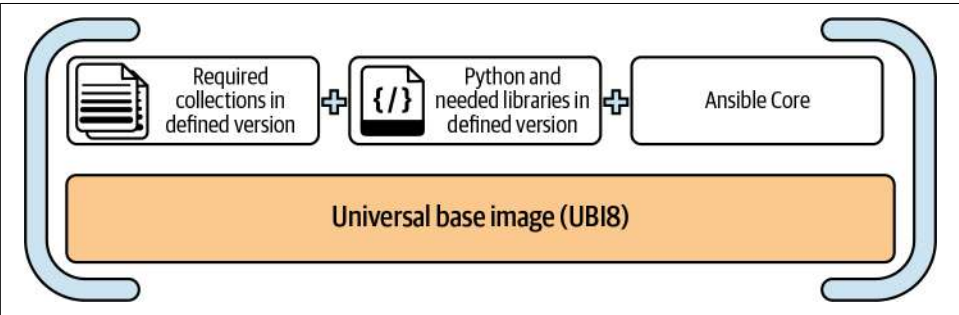 Required
collections in
defined version
{/}
Python and
needed libraries in
defined version
Ansible Core
Universal base image (UBI8)